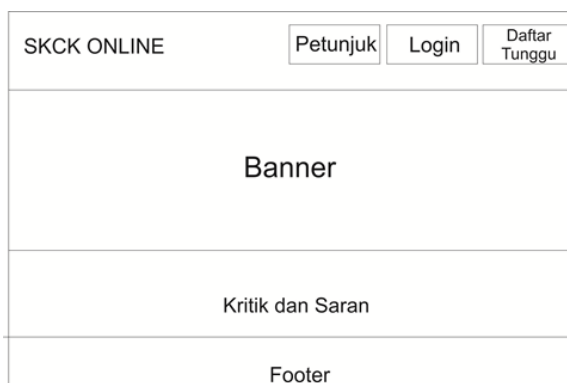 SKCK ONLINE
Petunjuk
Login
Daftar
Tunggu
Banner
Kritik dan Saran
Footer